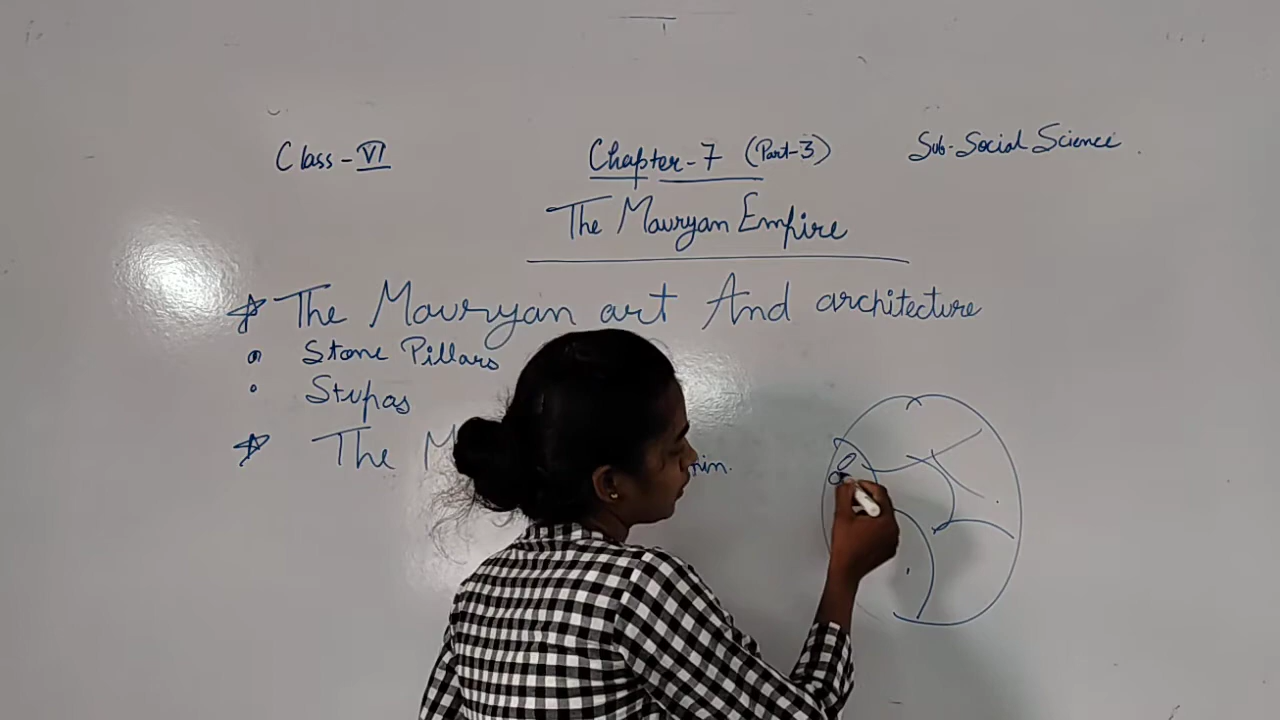 Class-VI
Chapter-7 (Part-3)
Sub-Social Science
The Mauryan Empire
The Mauryan art And architecture
Stone Pillars
Stupas
The